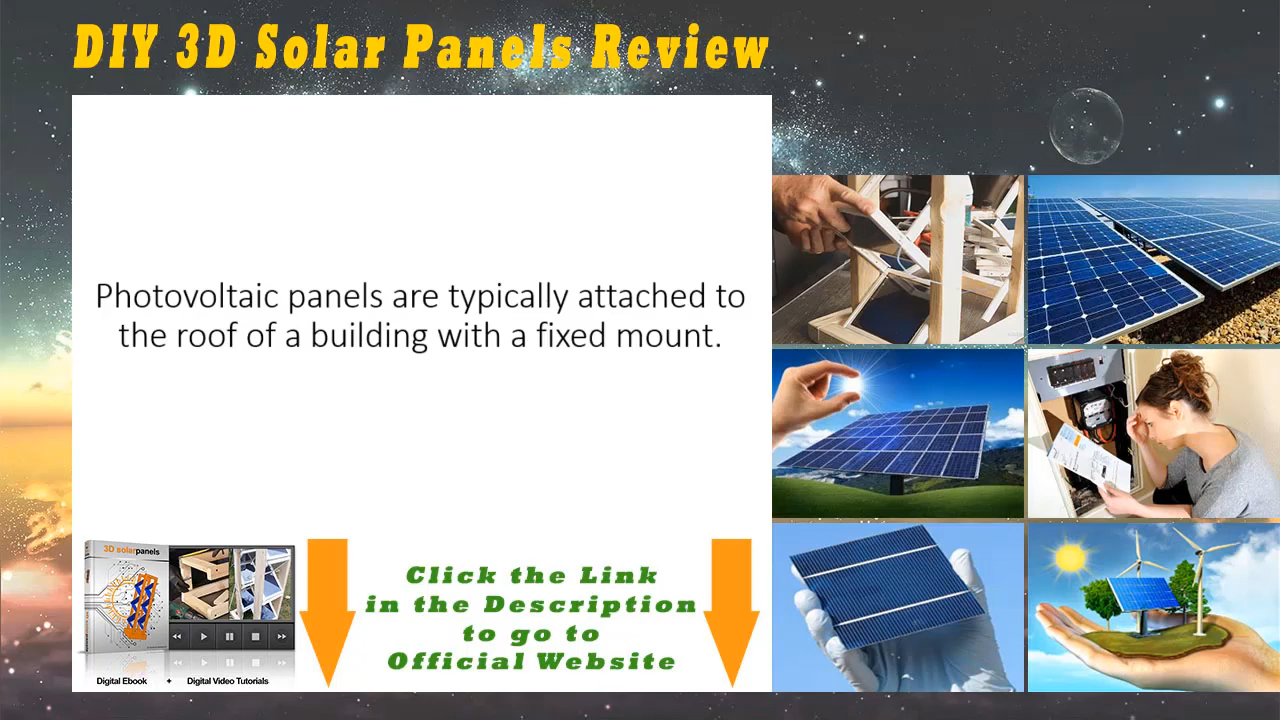 DIY 3D Solar Panels Review
Photovoltaic panels are typically attached to
the roof of a building with a fixed mount.
3D solarpanels
Click the Link
in the Description
to go to
Official Website
Digital Ebook + Digital Video Tutorials